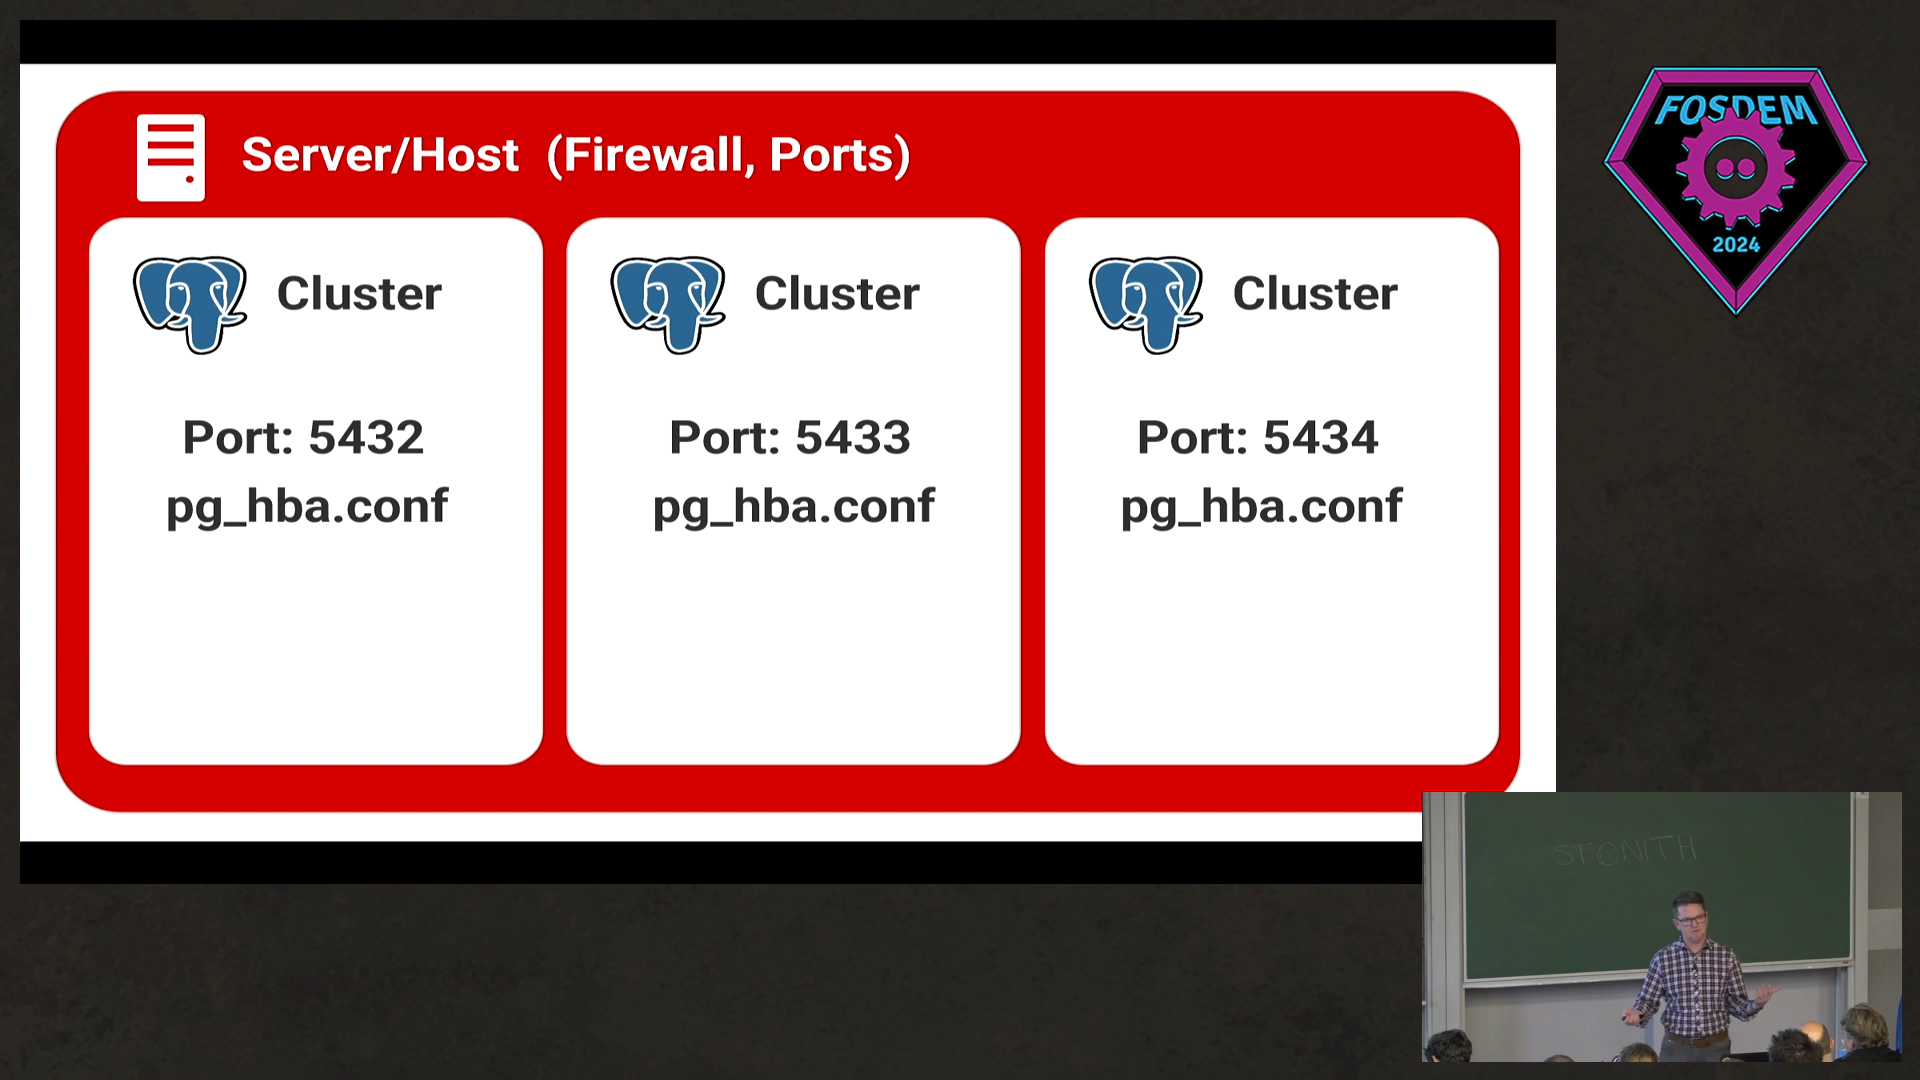 Server/Host (Firewall, Ports)
Cluster
Port: 5432
pg_hba.conf
Cluster
Port: 5433
pg_hba.conf
Cluster
Port: 5434
pg_hba.conf
FOSDEM
2024
STONITH